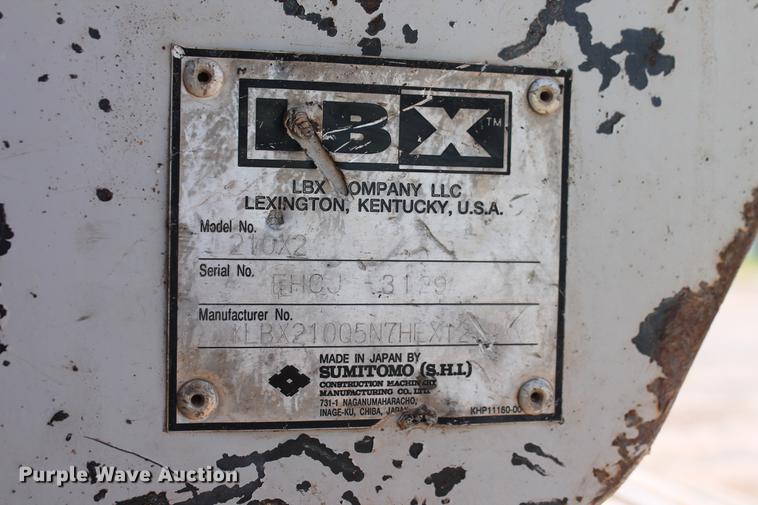 LBX™
LBX COMPANY LLC
LEXINGTON, KENTUCKY, U.S.A.
Model No.
210X2
Serial No.
Manufacturer No.
MADE IN JAPAN BY
SUMITOMO (S.H.I.)
CONSTRUCTION MACHINERY
MANUFACTURING CO., LTD.
731-1 NAGANUMAHARACHO,
INAGE-KU, CHIBA, JAPAN
Purple Wave Auction